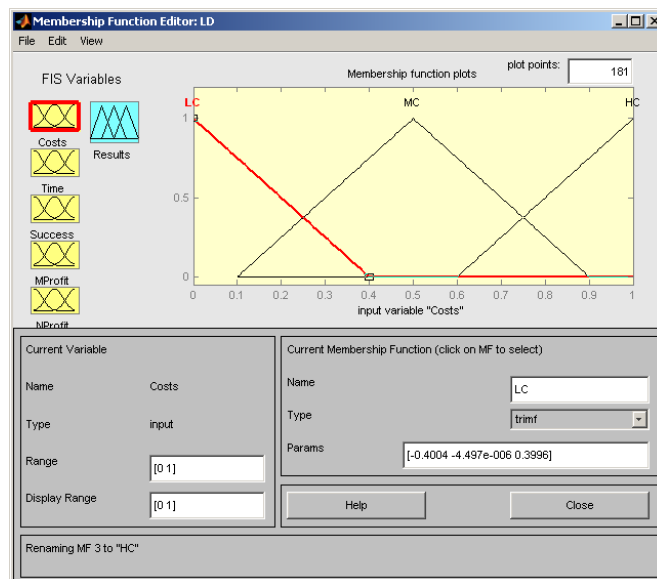 Membership Function Editor: LD
File Edit View
FIS Variables
Membership function plots
plot points:
181
Costs
Results
Time
Success
MProfit
NProfit
LC
MC
HC
1
0.5
0
0 0.1 0.2 0.3 0.4 0.5 0.6 0.7 0.8 0.9 1
input variable "Costs"
Current Variable
Name Costs
Type input
Range [0 1]
Display Range [0 1]
Current Membership Function (click on MF to select)
Name LC
Type trimf
Params [-0.4004 -4.497e-006 0.3996]
Help Close
Renaming MF 3 to "HC"